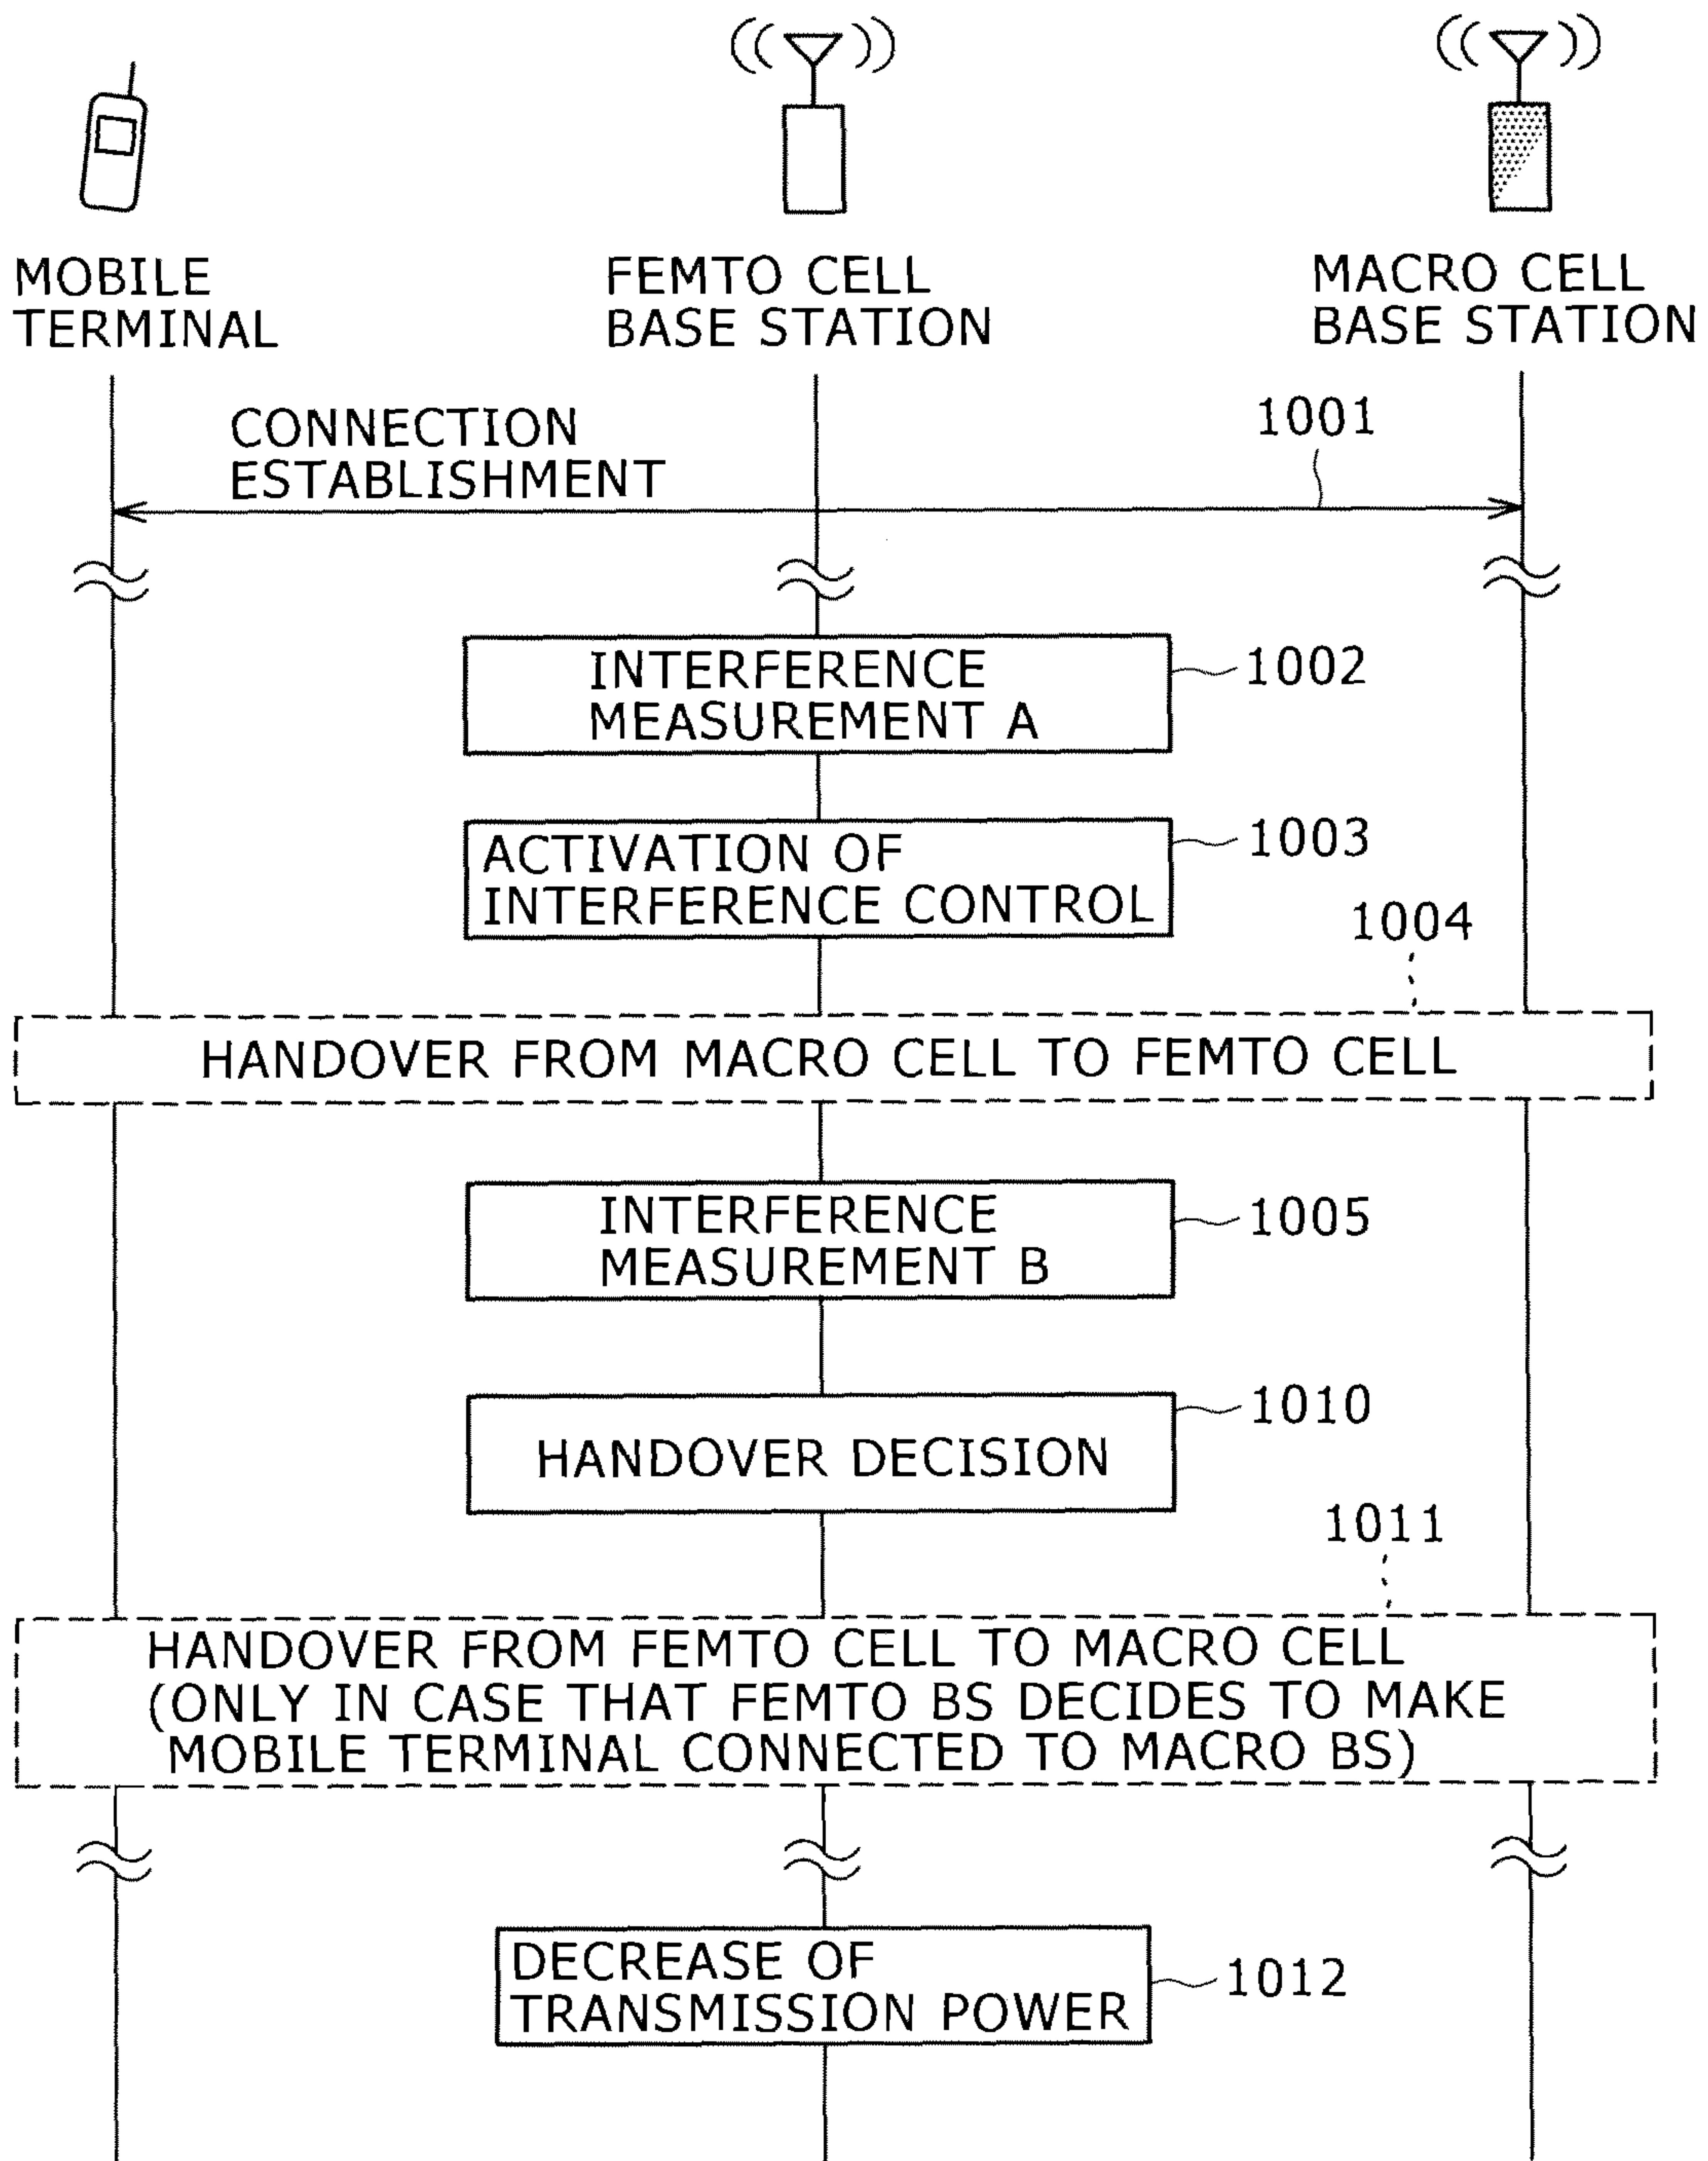 MOBILE
TERMINAL
FEMTO CELL
BASE STATION
MACRO CELL
BASE STATION
CONNECTION
ESTABLISHMENT
1001
INTERFERENCE
MEASUREMENT A
1002
ACTIVATION OF
INTERFERENCE CONTROL
1003
1004
HANDOVER FROM MACRO CELL TO FEMTO CELL
INTERFERENCE
MEASUREMENT B
1005
HANDOVER DECISION
1010
1011
HANDOVER FROM FEMTO CELL TO MACRO CELL
(ONLY IN CASE THAT FEMTO BS DECIDES TO MAKE
MOBILE TERMINAL CONNECTED TO MACRO BS)
DECREASE OF
TRANSMISSION POWER
1012